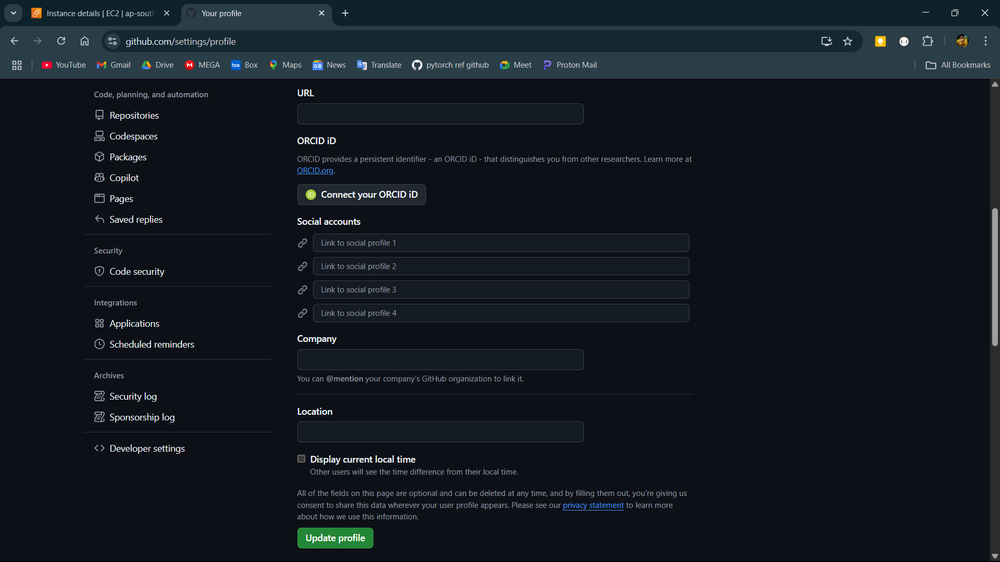 Instance details | EC2 | ap-south
Your profile
github.com/settings/profile
YouTube
Gmail
Drive
MEGA
box
Box
Maps
News
Translate
pytorch ref github
Meet
Proton Mail
All Bookmarks
Code, planning, and automation
Repositories
Codespaces
Packages
Copilot
Pages
Saved replies
Security
Code security
Integrations
Applications
Scheduled reminders
Archives
Security log
Sponsorship log
Developer settings
URL
ORCID iD
ORCID provides a persistent identifier - an ORCID iD - that distinguishes you from other researchers. Learn more at
ORCID.org.
iD Connect your ORCID iD
Social accounts
Link to social profile 1
Link to social profile 2
Link to social profile 3
Link to social profile 4
Company
You can @mention your company's GitHub organization to link it.
Location
Display current local time
Other users will see the time difference from their local time.
All of the fields on this page are optional and can be deleted at any time, and by filling them out, you're giving us
consent to share this data wherever your user profile appears. Please see our privacy statement to learn more
about how we use this information.
Update profile